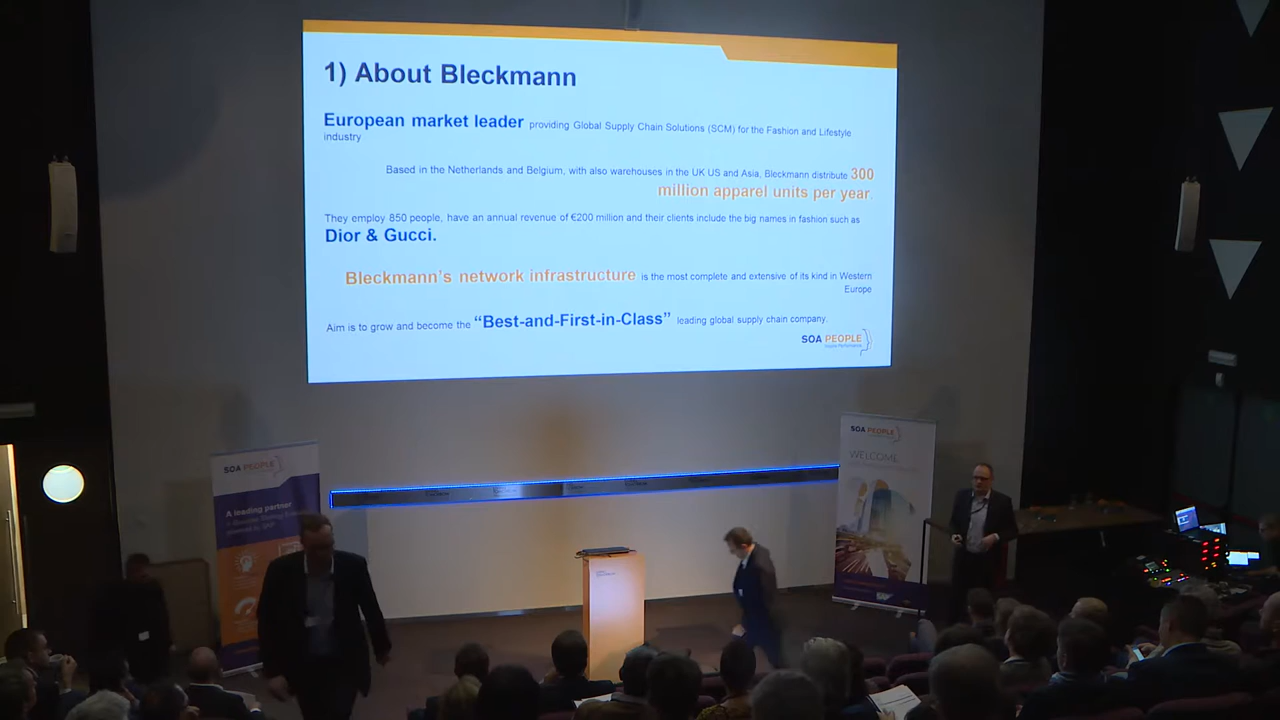 1) About Bleckmann
European market leader providing Global Supply Chain Solutions (SCM) for the Fashion and Lifestyle
industry
Based in the Netherlands and Belgium, with also warehouses in the UK US and Asia, Bleckmann distribute 300
million apparel units per year.
They employ 850 people, have an annual revenue of €200 million and their clients include the big names in fashion such as
Dior & Gucci.
Bleckmann's network infrastructure is the most complete and extensive of its kind in Western
Europe
Aim is to grow and become the “Best-and-First-in-Class” leading global supply chain company.
SOA PEOPLE
SOA PEOPLE
A leading partner
SOA PEOPLE
WELCOME